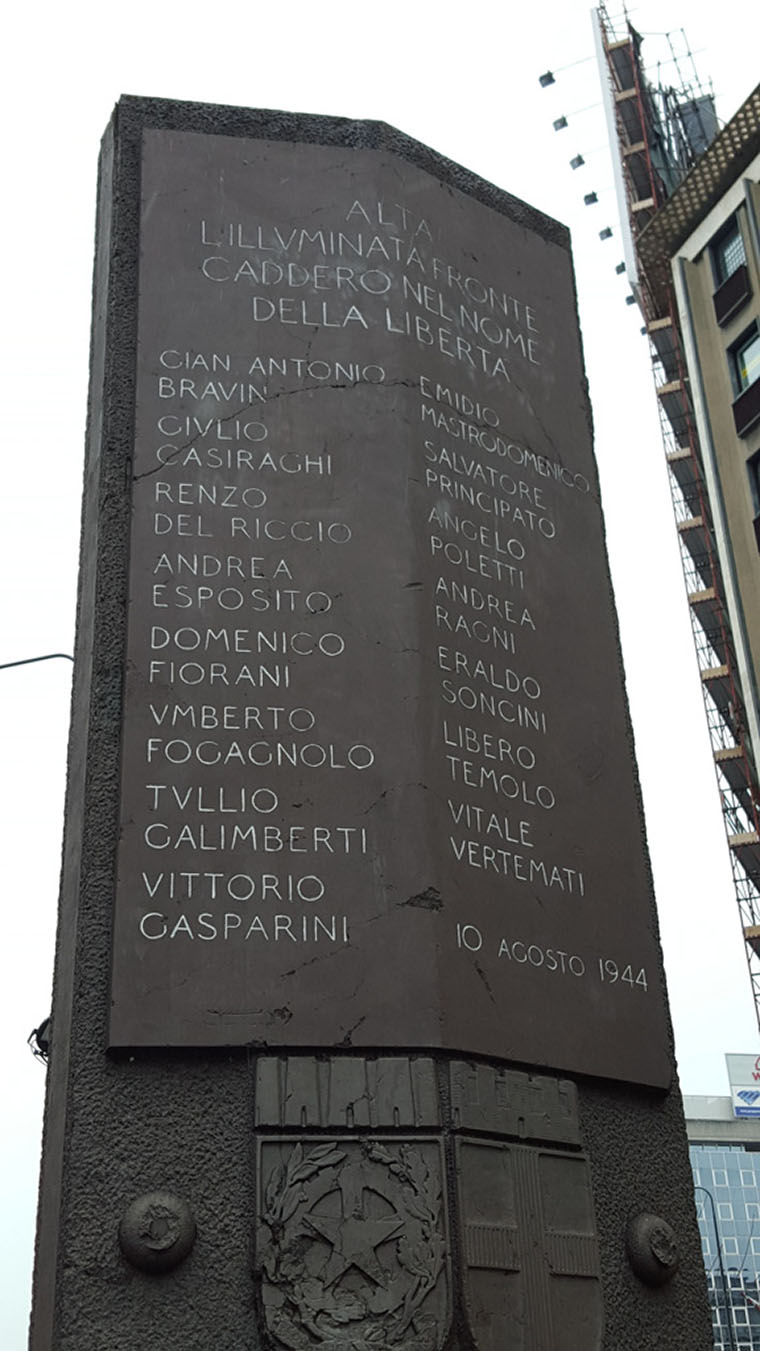 ALTA
L'ILLVMINATA FRONTE
CADDERO NEL NOME
DELLA LIBERTA
GIAN ANTONIO
BRAVIN
GIVLIO
CASIRAGHI
RENZO
DEL RICCIO
ANDREA
ESPOSITO
DOMENICO
FIORANI
VMBERTO
FOGAGNOLO
TVLLIO
GALIMBERTI
VITTORIO
GASPARINI
EMIDIO
MASTRODOMENICO
SALVATORE
PRINCIPATO
ANGELO
POLETTI
ANDREA
RAGNI
ERALDO
SONCINI
LIBERO
TEMOLO
VITALE
VERTEMATI
10 AGOSTO 1944